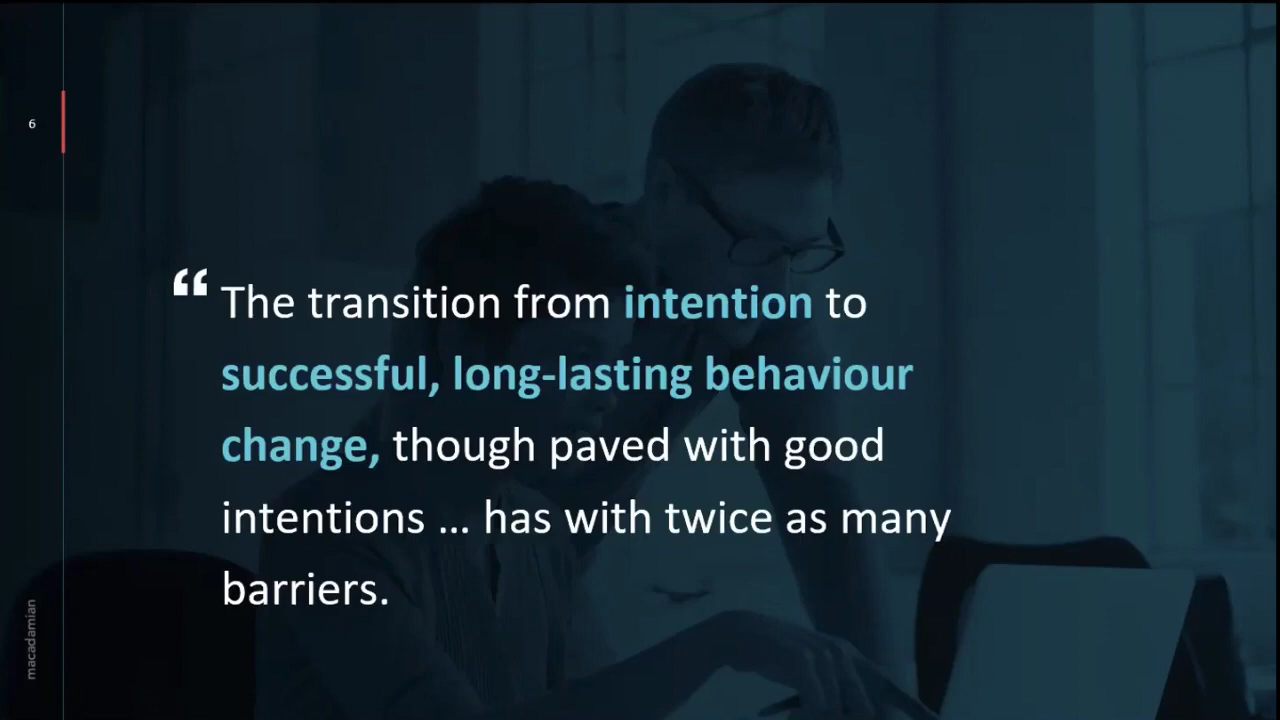 6
“ The transition from intention to
successful, long-lasting behaviour
change, though paved with good
intentions ... has with twice as many
barriers.
macadamian